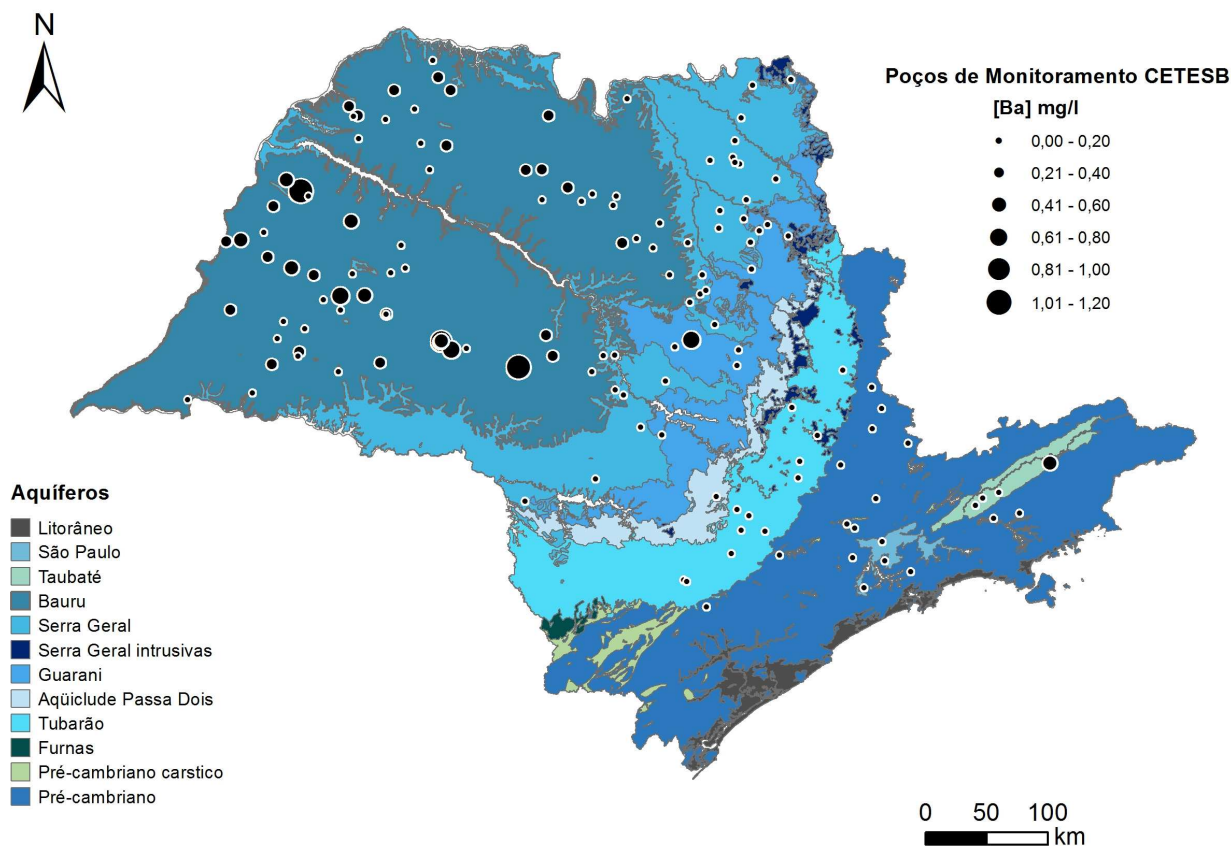 N
Poços de Monitoramento CETESB
[Ba] mg/l
0,00 - 0,20
0,21 - 0,40
0,41 - 0,60
0,61 - 0,80
0,81 - 1,00
1,01 - 1,20
Aquíferos
Litorâneo
São Paulo
Taubaté
Bauru
Serra Geral
Serra Geral intrusivas
Guarani
Aqüiclude Passa Dois
Tubarão
Furnas
Pré-cambriano carstico
Pré-cambriano
0 50 100
km